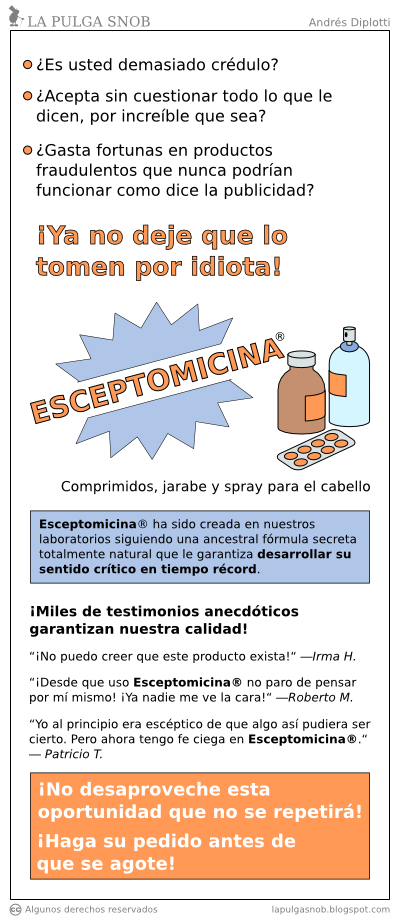 LA PULGA SNOB
Andrés Diplotti
¿Es usted demasiado crédulo?
¿Acepta sin cuestionar todo lo que le
dicen, por increíble que sea?
¿Gasta fortunas en productos
fraudulentos que nunca podrían
funcionar como dice la publicidad?
¡Ya no deje que lo
tomen por idiota!
ESCEPTOMICINA®
Comprimidos, jarabe y spray para el cabello
Esceptomicina® ha sido creada en nuestros
laboratorios siguiendo una ancestral fórmula secreta
totalmente natural que le garantiza desarrollar su
sentido crítico en tiempo récord.
¡Miles de testimonios anecdóticos
garantizan nuestra calidad!
“¡No puedo creer que este producto exista!” —Irma H.
“¡Desde que uso Esceptomicina® no paro de pensar
por mí mismo! ¡Ya nadie me ve la cara!” —Roberto M.
“Yo al principio era escéptico de que algo así pudiera ser
cierto. Pero ahora tengo fe ciega en Esceptomicina®.”
— Patricio T.
¡No desaproveche esta
oportunidad que no se repetirá!
¡Haga su pedido antes de
que se agote!
cc Algunos derechos reservados
lapulgasnob.blogspot.com